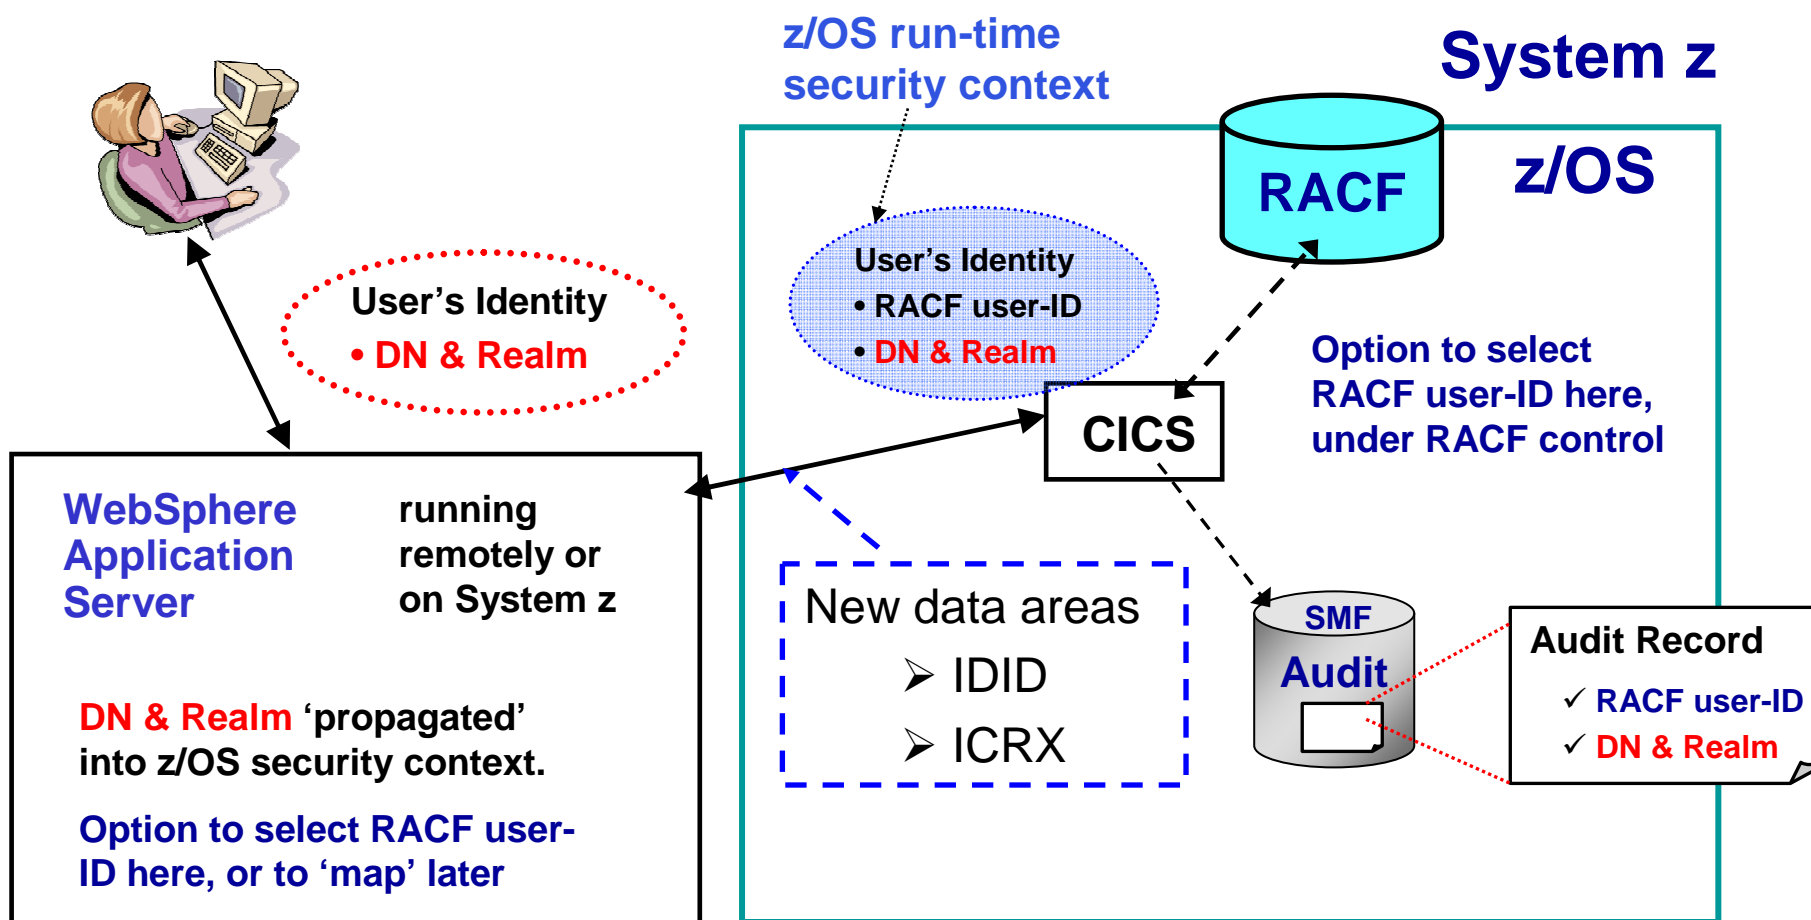 z/OS run-time
security context
System z
z/OS
RACF
User's Identity
• RACF user-ID
• DN & Realm
User's Identity
• DN & Realm
Option to select
RACF user-ID here,
under RACF control
CICS
WebSphere
Application
Server
running
remotely or
on System z
New data areas
➢ IDID
➢ ICRX
SMF
Audit
Audit Record
✓ RACF user-ID
✓ DN & Realm
DN & Realm ‘propagated’
into z/OS security context.
Option to select RACF user-
ID here, or to ‘map’ later